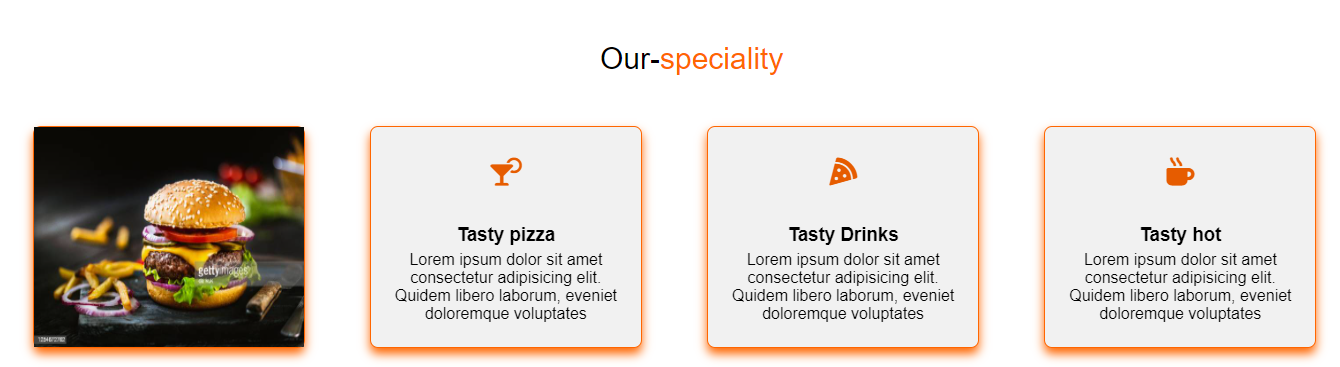 Our-speciality
gettyimages
Tasty pizza
Lorem ipsum dolor sit amet
consectetur adipisicing elit.
Quidem libero laborum, eveniet
doloremque voluptates
Tasty Drinks
Lorem ipsum dolor sit amet
consectetur adipisicing elit.
Quidem libero laborum, eveniet
doloremque voluptates
Tasty hot
Lorem ipsum dolor sit amet
consectetur adipisicing elit.
Quidem libero laborum, eveniet
doloremque voluptates